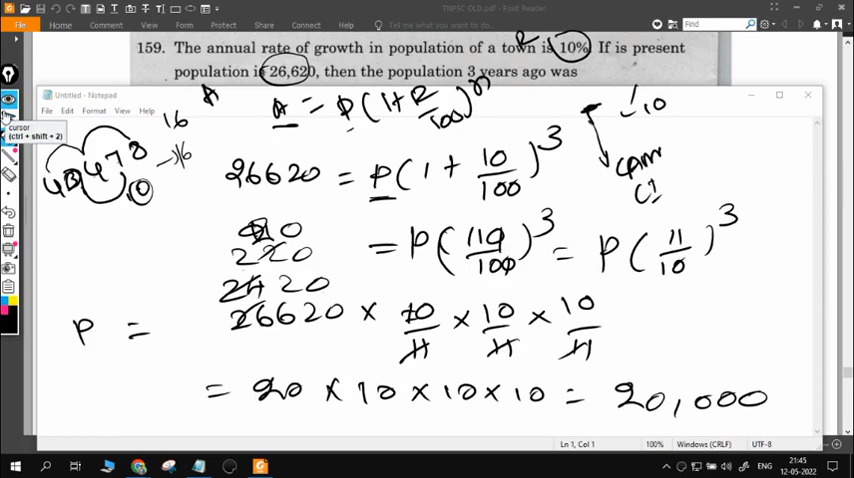 TNPSC OLD.pdf - Foxit Reader
File Home Comment View Form Protect Share Help Tell me what you want to do...
159. The annual rate of growth in population of a town is 10%. If is present
R
population is 26,620, then the population 3 years ago was
A
Untitled - Notepad
File Edit Format View Help
cursor
(ctrl + shift + 2)
A = P(1+R/100)^n
10
16
26620 = P(1 + 10/100)^3
= P(110/100)^3 = P(11/10)^3
220
2420
P = 26620 × 10/11 × 10/11 × 10/11
= 20 × 10 × 10 × 10 = 20,000
Ln 1, Col 1 100% Windows (CRLF) UTF-8
ENG
21:45
12-05-2022